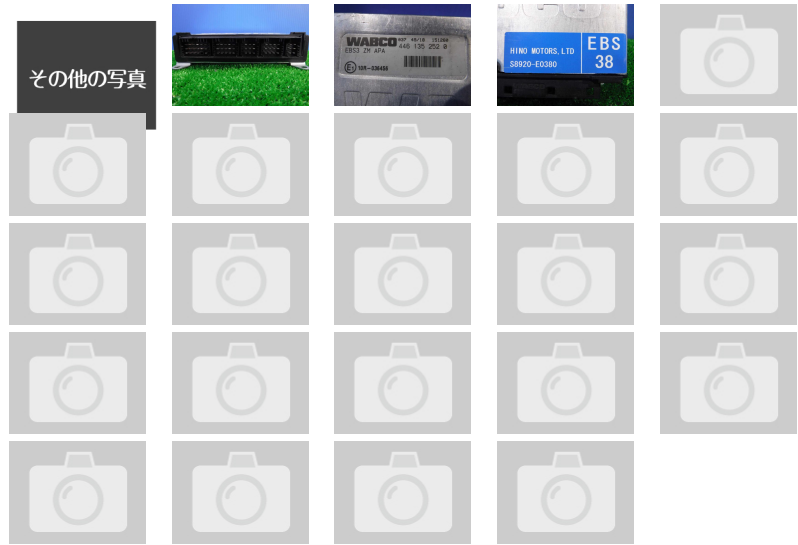 その他の写真
WABCO
446 135 252 0
EBS3 ZM APA
HINO MOTORS, LTD
S8920-E0380
EBS
38